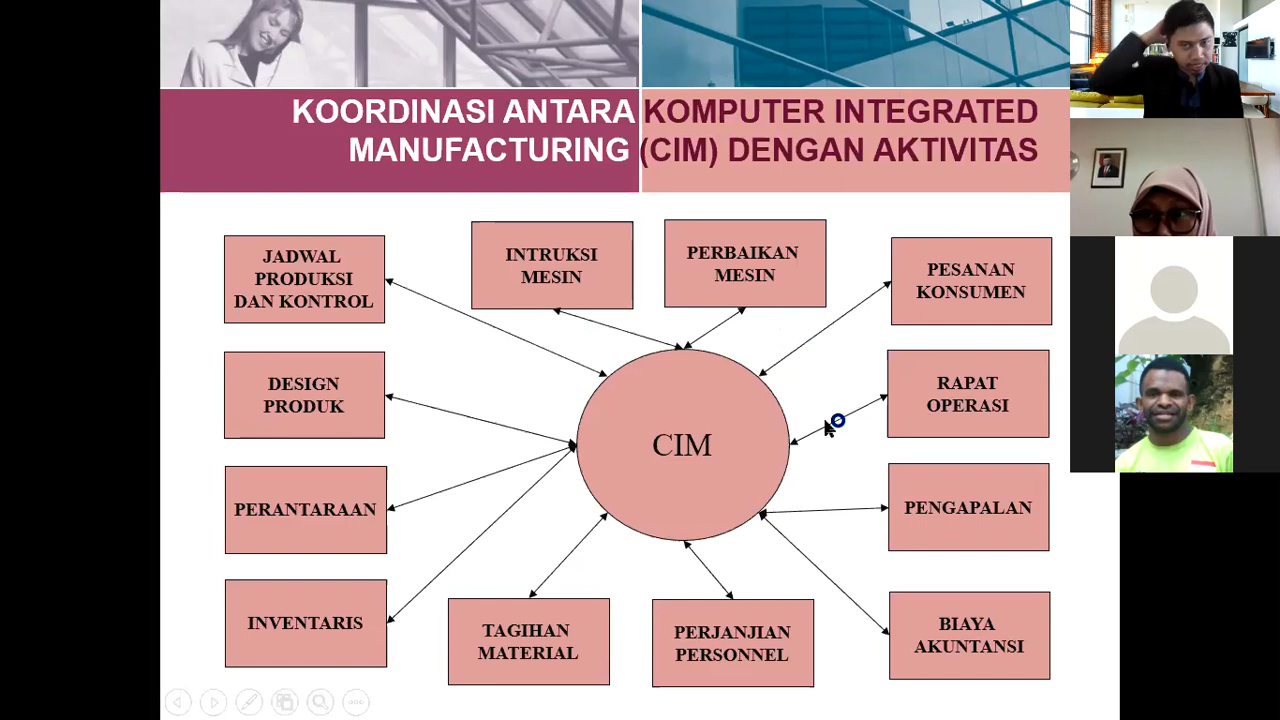 KOORDINASI ANTARA KOMPUTER INTEGRATED
MANUFACTURING (CIM) DENGAN AKTIVITAS
JADWAL
PRODUKSI
DAN KONTROL
INTRUKSI
MESIN
PERBAIKAN
MESIN
PESANAN
KONSUMEN
DESIGN
PRODUK
RAPAT
OPERASI
CIM
PERANTARAAN
PENGAPALAN
INVENTARIS
TAGIHAN
MATERIAL
PERJANJIAN
PERSONNEL
BIAYA
AKUNTANSI